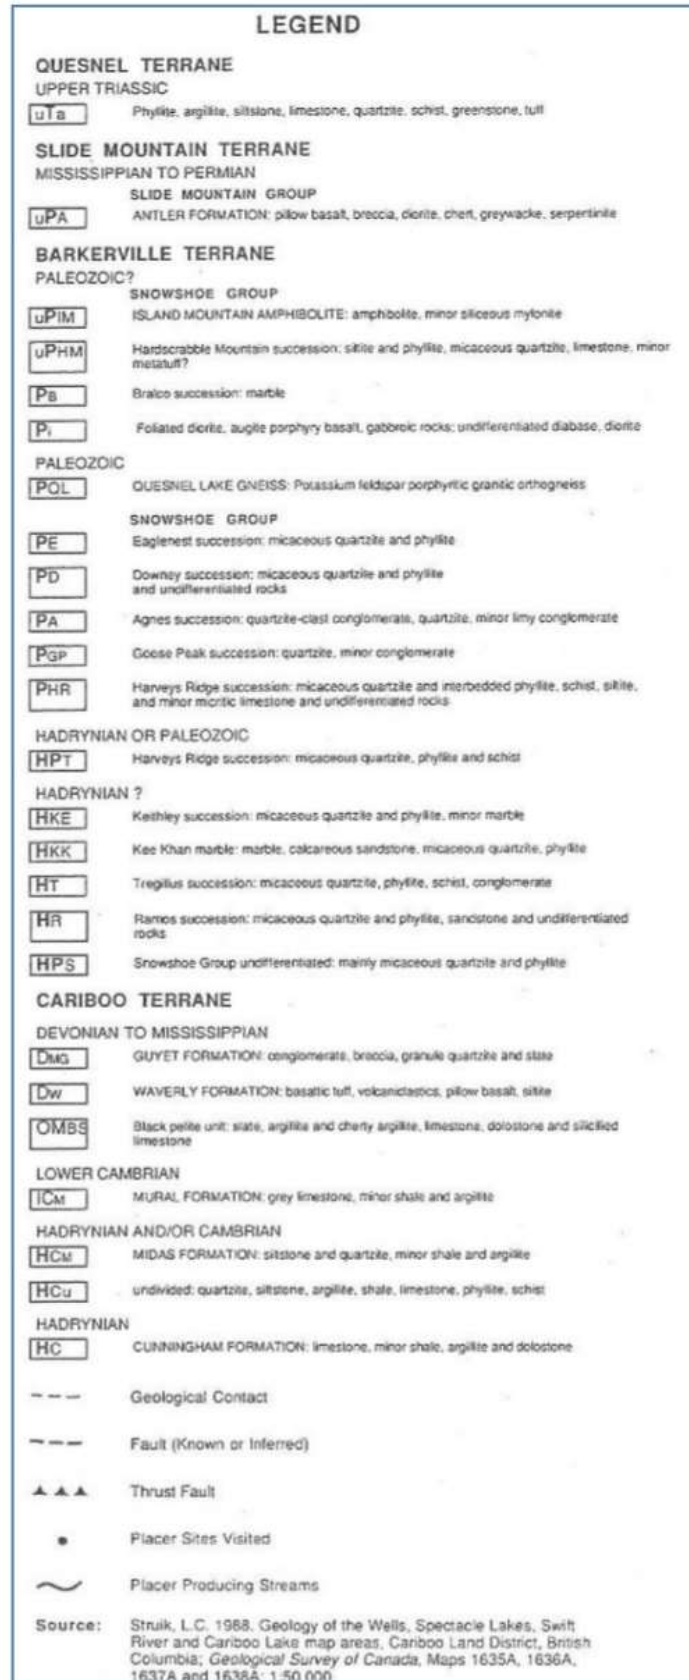 LEGEND
QUESNEL TERRANE
UPPER TRIASSIC
uTa Phyllite, argillite, siltstone, limestone, quartzite, schist, greenstone, tuff
SLIDE MOUNTAIN TERRANE
MISSISSIPPIAN TO PERMIAN
SLIDE MOUNTAIN GROUP
uPA ANTLER FORMATION: pillow basalt, breccia, diorite, chert, greywacke, serpentinite
BARKERVILLE TERRANE
PALEOZOIC?
SNOWSHOE GROUP
uPIM ISLAND MOUNTAIN AMPHIBOLITE: amphibolite, minor siliceous mylonite
uPHM Hardscrabble Mountain succession: siltite and phyllite, micaceous quartzite, limestone, minor
metatuff?
PB Bralco succession: marble
Pi Foliated diorite, augite porphyry basalt, gabbroic rocks; undifferentiated diabase, diorite
PALEOZOIC
PQL QUESNEL LAKE GNEISS: Potassium feldspar porphyritic granitic orthogneiss
SNOWSHOE GROUP
PE Eaglenest succession: micaceous quartzite and phyllite
PD Downey succession: micaceous quartzite and phyllite
and undifferentiated rocks
PA Agnes succession: quartzite-clast conglomerate, quartzite, minor limy conglomerate
PGP Goose Peak succession: quartzite, minor conglomerate
PHR Harveys Ridge succession: micaceous quartzite and interbedded phyllite, schist, siltite,
and minor micritic limestone and undifferentiated rocks
HADRYNIAN OR PALEOZOIC
HPT Harveys Ridge succession: micaceous quartzite, phyllite and schist
HADRYNIAN ?
HKE Keithley succession: micaceous quartzite and phyllite, minor marble
HKK Kee Khan marble: marble, calcareous sandstone, micaceous quartzite, phyllite
HT Tregillus succession: micaceous quartzite, phyllite, schist, conglomerate
HR Ramos succession: micaceous quartzite and phyllite, sandstone and undifferentiated
rocks
HPS Snowshoe Group undifferentiated: mainly micaceous quartzite and phyllite
CARIBOO TERRANE
DEVONIAN TO MISSISSIPPIAN
DMG GUYET FORMATION: conglomerate, breccia, granule quartzite and slate
DW WAVERLY FORMATION: basaltic tuff, volcaniclastics, pillow basalt, siltite
OMBS Black pelite unit: slate, argillite and cherty argillite, limestone, dolostone and silicified
limestone
LOWER CAMBRIAN
lCM MURAL FORMATION: grey limestone, minor shale and argillite
HADRYNIAN AND/OR CAMBRIAN
HCM MIDAS FORMATION: siltstone and quartzite, minor shale and argillite
HCu undivided: quartzite, siltstone, argillite, shale, limestone, phyllite, schist
HADRYNIAN
HC CUNNINGHAM FORMATION: limestone, minor shale, argillite and dolostone
Geological Contact
Fault (Known or Inferred)
Thrust Fault
Placer Sites Visited
Placer Producing Streams
Source: Struik, L.C. 1988. Geology of the Wells, Spectacle Lakes, Swift
River and Cariboo Lake map areas, Cariboo Land District, British
Columbia; Geological Survey of Canada, Maps 1635A, 1636A,
1637A and 1638A; 1:50,000